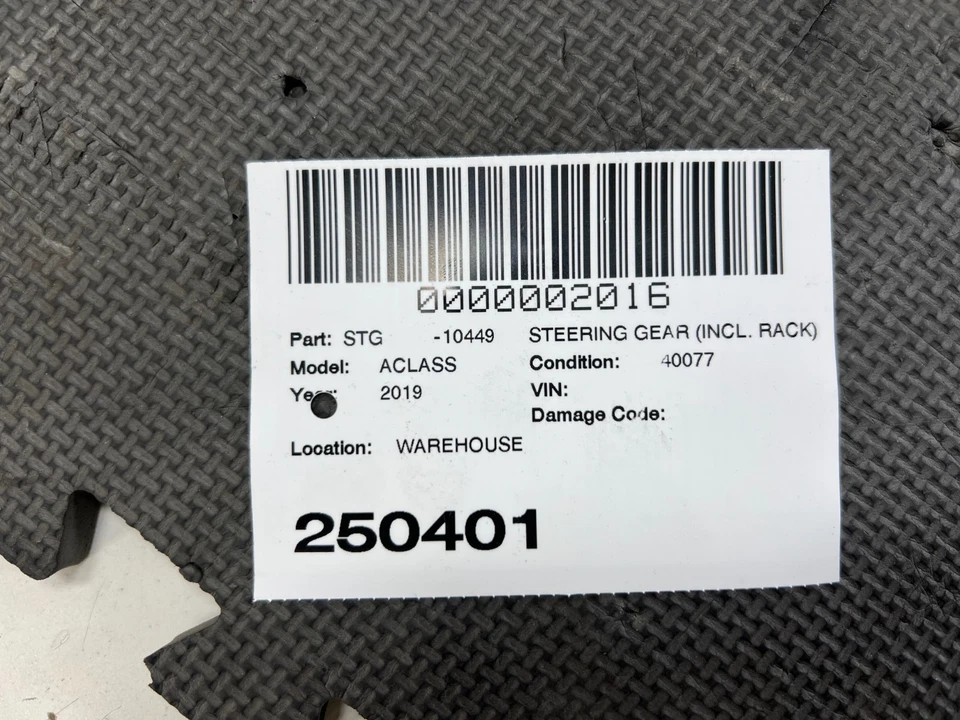 0000002016
Part: STG -10449 STEERING GEAR (INCL. RACK)
Model: ACLASS Condition: 40077
Year: 2019 VIN:
Damage Code:
Location: WAREHOUSE
250401